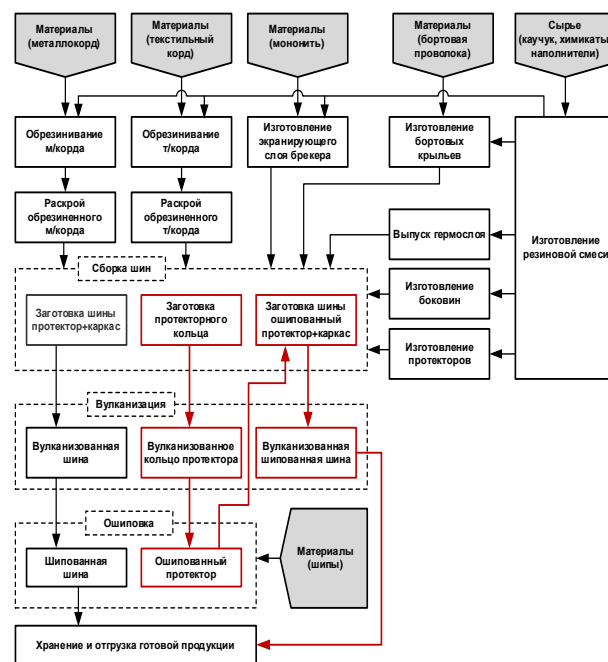 Материалы
(металлокорд)
Материалы
(текстильный
корд)
Материалы
(мононить)
Материалы
(бортовая
проволока)
Сырье
(каучук, химикаты
наполнители)
Обрезинивание
м/корда
Обрезинивание
т/корда
Изготовление
экранирующего
слоя брекера
Изготовление
бортовых
крыльев
Раскрой
обрезиненного
м/корда
Раскрой
обрезиненного
т/корда
Выпуск гермослоя
Изготовление
резиновой смеси
Сборка шин
Заготовка шины
протектор+каркас
Заготовка
протекторного
кольца
Заготовка шины
ошипованный
протектор+каркас
Изготовление
боковин
Изготовление
протекторов
Вулканизация
Вулканизованная
шина
Вулканизованное
кольцо протектора
Вулканизованная
шипованная шина
Ошиповка
Шипованная
шина
Ошипованный
протектор
Материалы
(шипы)
Хранение и отгрузка готовой продукции